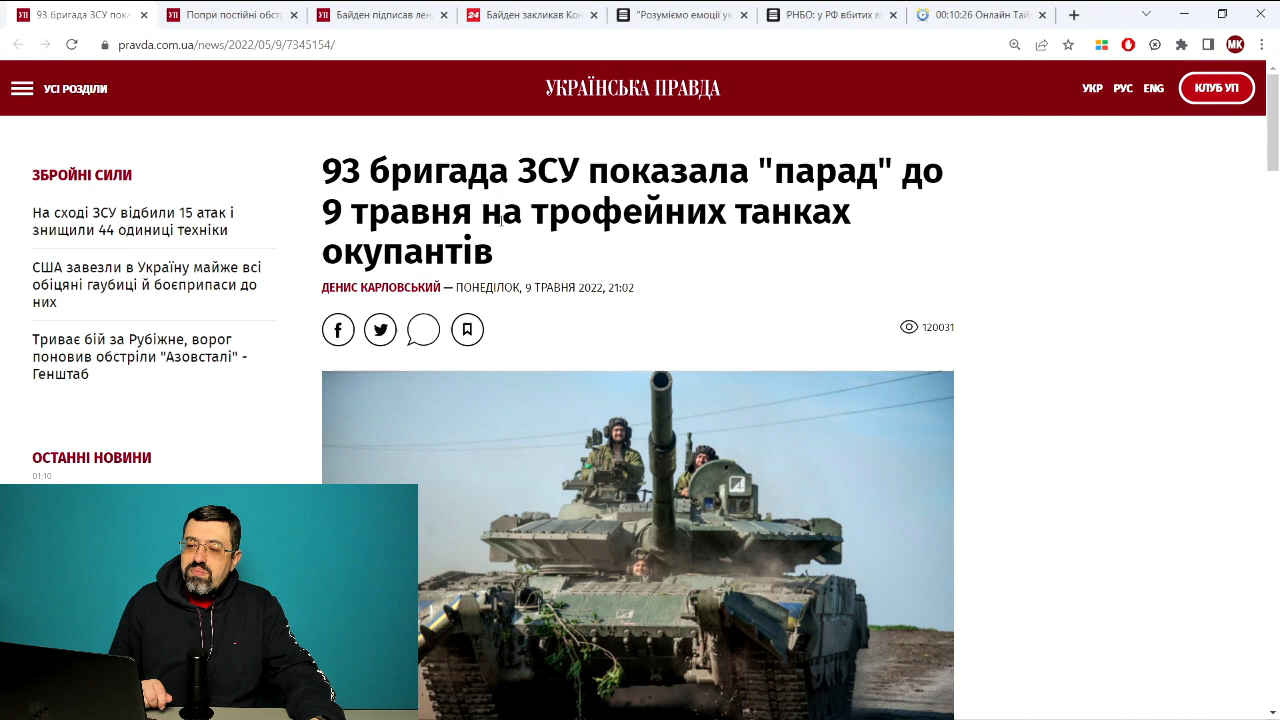 93 бригада ЗСУ пока
Попри постійні обст
Байден підписав лен
Байден закликав Кон
"Розуміємо емоції ук
РНБО: у РФ вбитих в
00:10:26 Онлайн Тай
pravda.com.ua/news/2022/05/9/7345154/
MK
УСІ РОЗДІЛИ
УКРАЇНСЬКА ПРАВДА
УКР РУС ENG
КЛУБ УП
93 бригада ЗСУ показала "парад" до
9 травня на трофейних танках
окупантів
ДЕНИС КАРЛОВСЬКИЙ — ПОНЕДІЛОК, 9 ТРАВНЯ 2022, 21:02
120031
ЗБРОЙНІ СИЛИ
На сході ЗСУ відбили 15 атак і
знищили 44 одиниці техніки
США завезли в Україну майже всі
обіцяні гаубиці й боєприпаси до
них
Триває бій за Рубіжне, ворог
поновив обстріли "Азовсталі" -
Генштаб
ОСТАННІ НОВИНИ
01:10